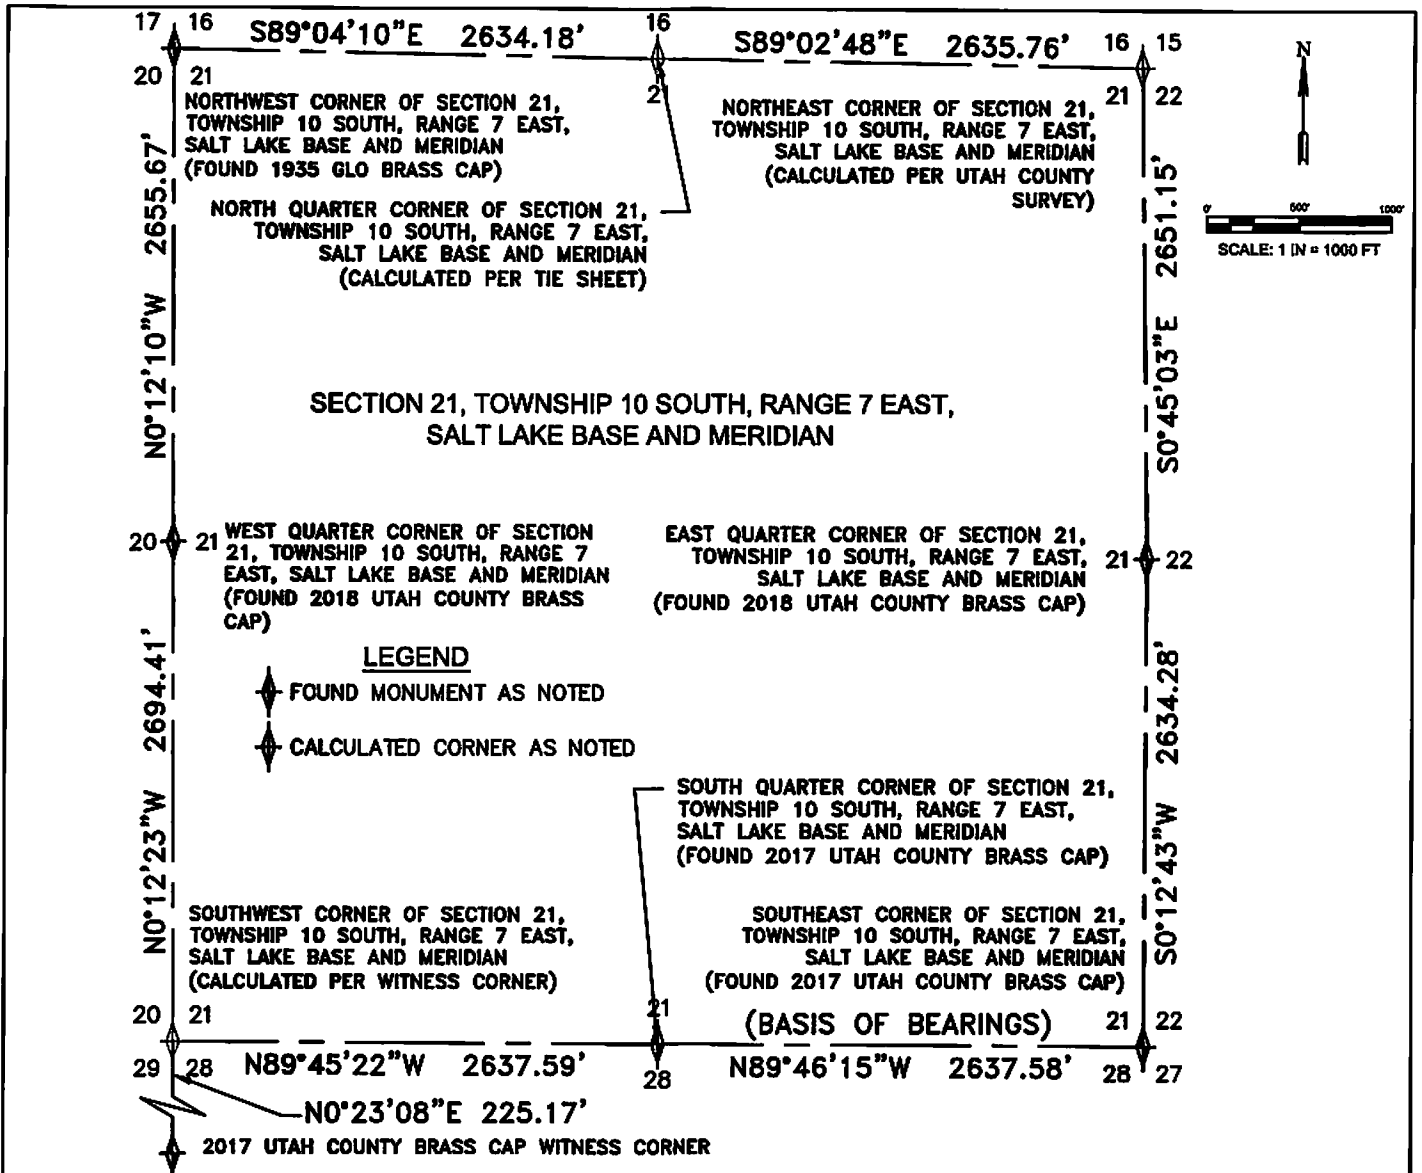 17 16
S89°04'10"E 2634.18'
16
S89°02'48"E 2635.76'
16 15
N
20 21
21
21 22
NORTHWEST CORNER OF SECTION 21,
TOWNSHIP 10 SOUTH, RANGE 7 EAST,
SALT LAKE BASE AND MERIDIAN
(FOUND 1935 GLO BRASS CAP)
NORTHEAST CORNER OF SECTION 21,
TOWNSHIP 10 SOUTH, RANGE 7 EAST,
SALT LAKE BASE AND MERIDIAN
(CALCULATED PER UTAH COUNTY
SURVEY)
NORTH QUARTER CORNER OF SECTION 21,
TOWNSHIP 10 SOUTH, RANGE 7 EAST,
SALT LAKE BASE AND MERIDIAN
(CALCULATED PER TIE SHEET)
0' 500' 1000'
SCALE: 1 IN = 1000 FT
N0°12'10"W 2655.67'
S0°45'03"E 2651.15'
SECTION 21, TOWNSHIP 10 SOUTH, RANGE 7 EAST,
SALT LAKE BASE AND MERIDIAN
20 21
WEST QUARTER CORNER OF SECTION
21, TOWNSHIP 10 SOUTH, RANGE 7
EAST, SALT LAKE BASE AND MERIDIAN
(FOUND 2018 UTAH COUNTY BRASS
CAP)
EAST QUARTER CORNER OF SECTION 21,
TOWNSHIP 10 SOUTH, RANGE 7 EAST,
SALT LAKE BASE AND MERIDIAN
(FOUND 2018 UTAH COUNTY BRASS CAP)
21 22
LEGEND
FOUND MONUMENT AS NOTED
CALCULATED CORNER AS NOTED
N0°12'23"W 2694.41'
S0°12'43"W 2634.28'
SOUTH QUARTER CORNER OF SECTION 21,
TOWNSHIP 10 SOUTH, RANGE 7 EAST,
SALT LAKE BASE AND MERIDIAN
(FOUND 2017 UTAH COUNTY BRASS CAP)
SOUTHWEST CORNER OF SECTION 21,
TOWNSHIP 10 SOUTH, RANGE 7 EAST,
SALT LAKE BASE AND MERIDIAN
(CALCULATED PER WITNESS CORNER)
SOUTHEAST CORNER OF SECTION 21,
TOWNSHIP 10 SOUTH, RANGE 7 EAST,
SALT LAKE BASE AND MERIDIAN
(FOUND 2017 UTAH COUNTY BRASS CAP)
20 21
21
(BASIS OF BEARINGS)
21 22
29 28
N89°45'22"W 2637.59'
28
N89°46'15"W 2637.58'
28 27
N0°23'08"E 225.17'
2017 UTAH COUNTY BRASS CAP WITNESS CORNER